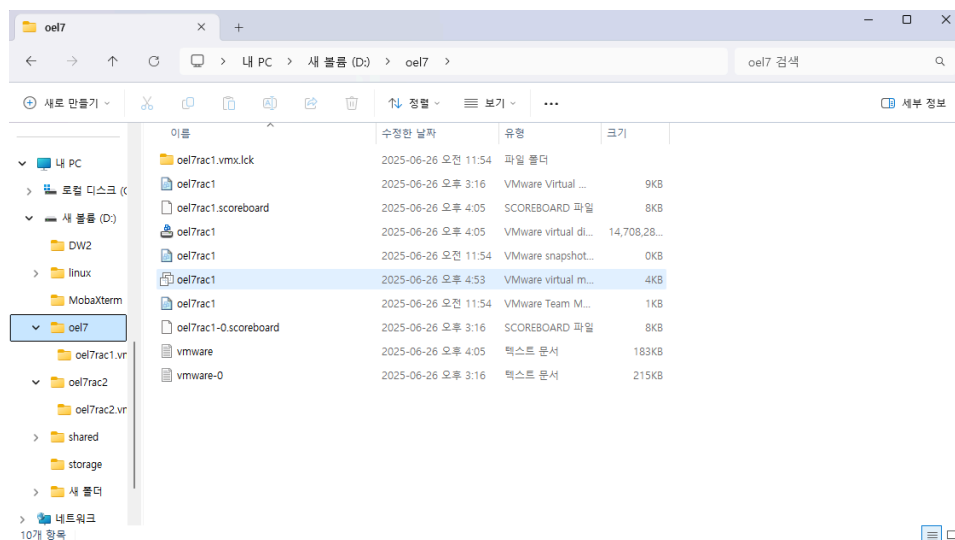 oel7
내 PC > 새 볼륨 (D:) > oel7 >
oel7 검색
새로 만들기
정렬
보기
세부 정보
이름 수정한 날짜 유형 크기
oel7rac1.vmx.lck 2025-06-26 오전 11:54 파일 폴더
oel7rac1 2025-06-26 오후 3:16 VMware Virtual ... 9KB
oel7rac1.scoreboard 2025-06-26 오후 4:05 SCOREBOARD 파일 8KB
oel7rac1 2025-06-26 오후 4:05 VMware virtual di... 14,708,28...
oel7rac1 2025-06-26 오전 11:54 VMware snapshot... 0KB
oel7rac1 2025-06-26 오후 4:53 VMware virtual m... 4KB
oel7rac1 2025-06-26 오전 11:54 VMware Team M... 1KB
oel7rac1-0.scoreboard 2025-06-26 오후 3:16 SCOREBOARD 파일 8KB
vmware 2025-06-26 오후 4:05 텍스트 문서 183KB
vmware-0 2025-06-26 오후 3:16 텍스트 문서 215KB
내 PC
로컬 디스크 (C
새 볼륨 (D:)
DW2
linux
MobaXterm
oel7
oel7rac1.vr
oel7rac2
oel7rac2.vr
shared
storage
새 폴더
네트워크
10개 항목